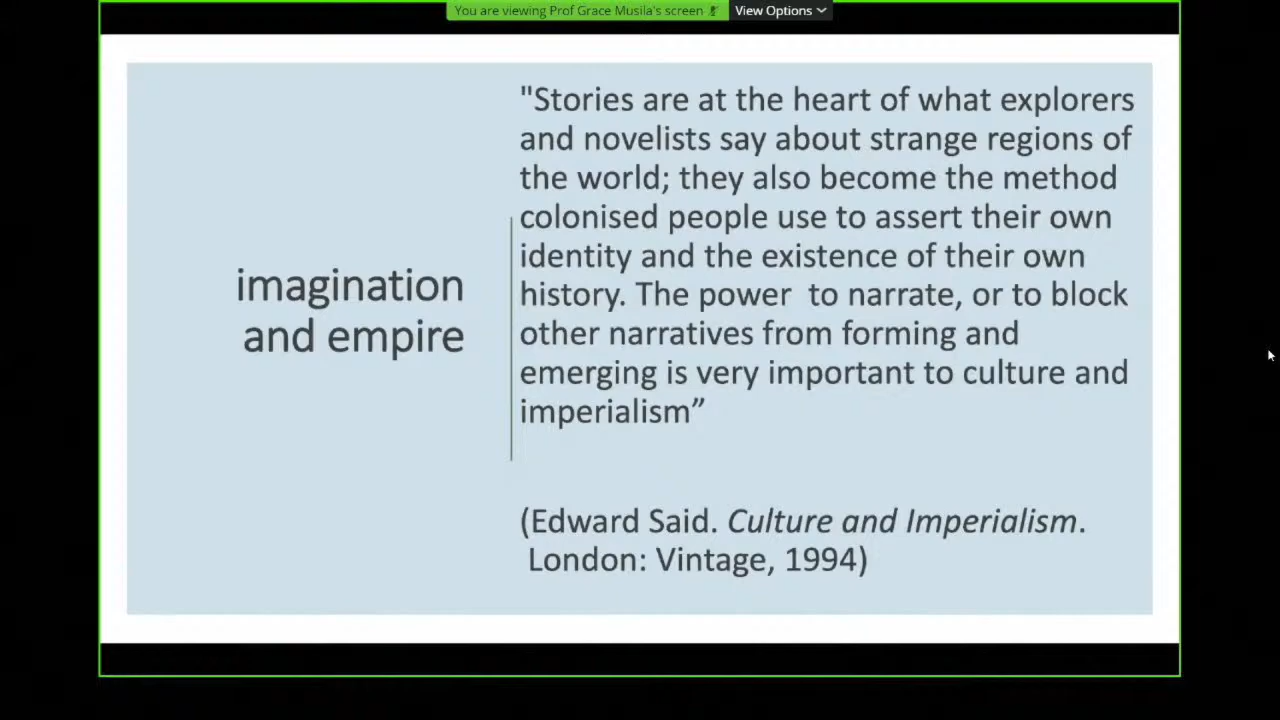 You are viewing Prof Grace Musila's screen
View Options
imagination
and empire
"Stories are at the heart of what explorers
and novelists say about strange regions of
the world; they also become the method
colonised people use to assert their own
identity and the existence of their own
history. The power  to narrate, or to block
other narratives from forming and
emerging is very important to culture and
imperialism”
(Edward Said. Culture and Imperialism.
London: Vintage, 1994)